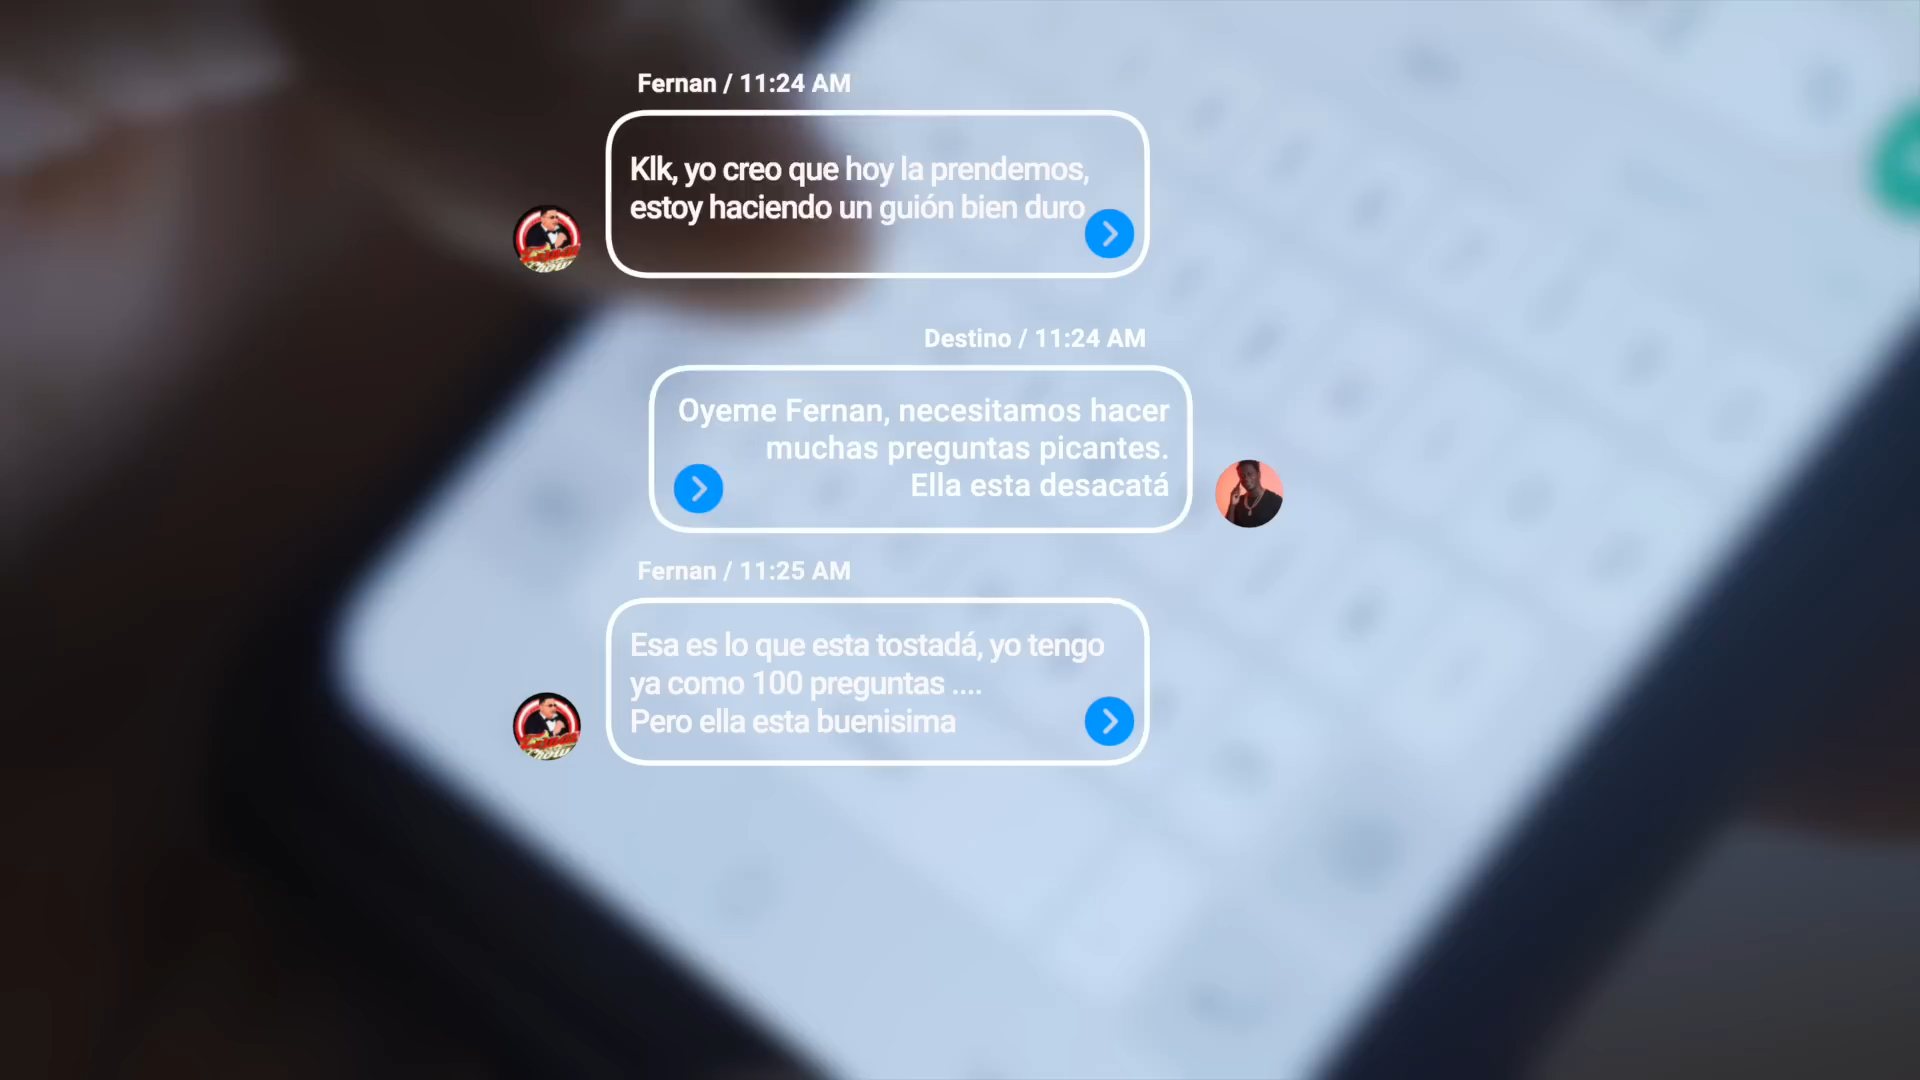 Fernan / 11:24 AM
Klk, yo creo que hoy la prendemos,
estoy haciendo un guión bien duro
Destino / 11:24 AM
Oyeme Fernan, necesitamos hacer
muchas preguntas picantes.
Ella esta desacatá
Fernan / 11:25 AM
Esa es lo que esta tostadá, yo tengo
ya como 100 preguntas ....
Pero ella esta buenisima